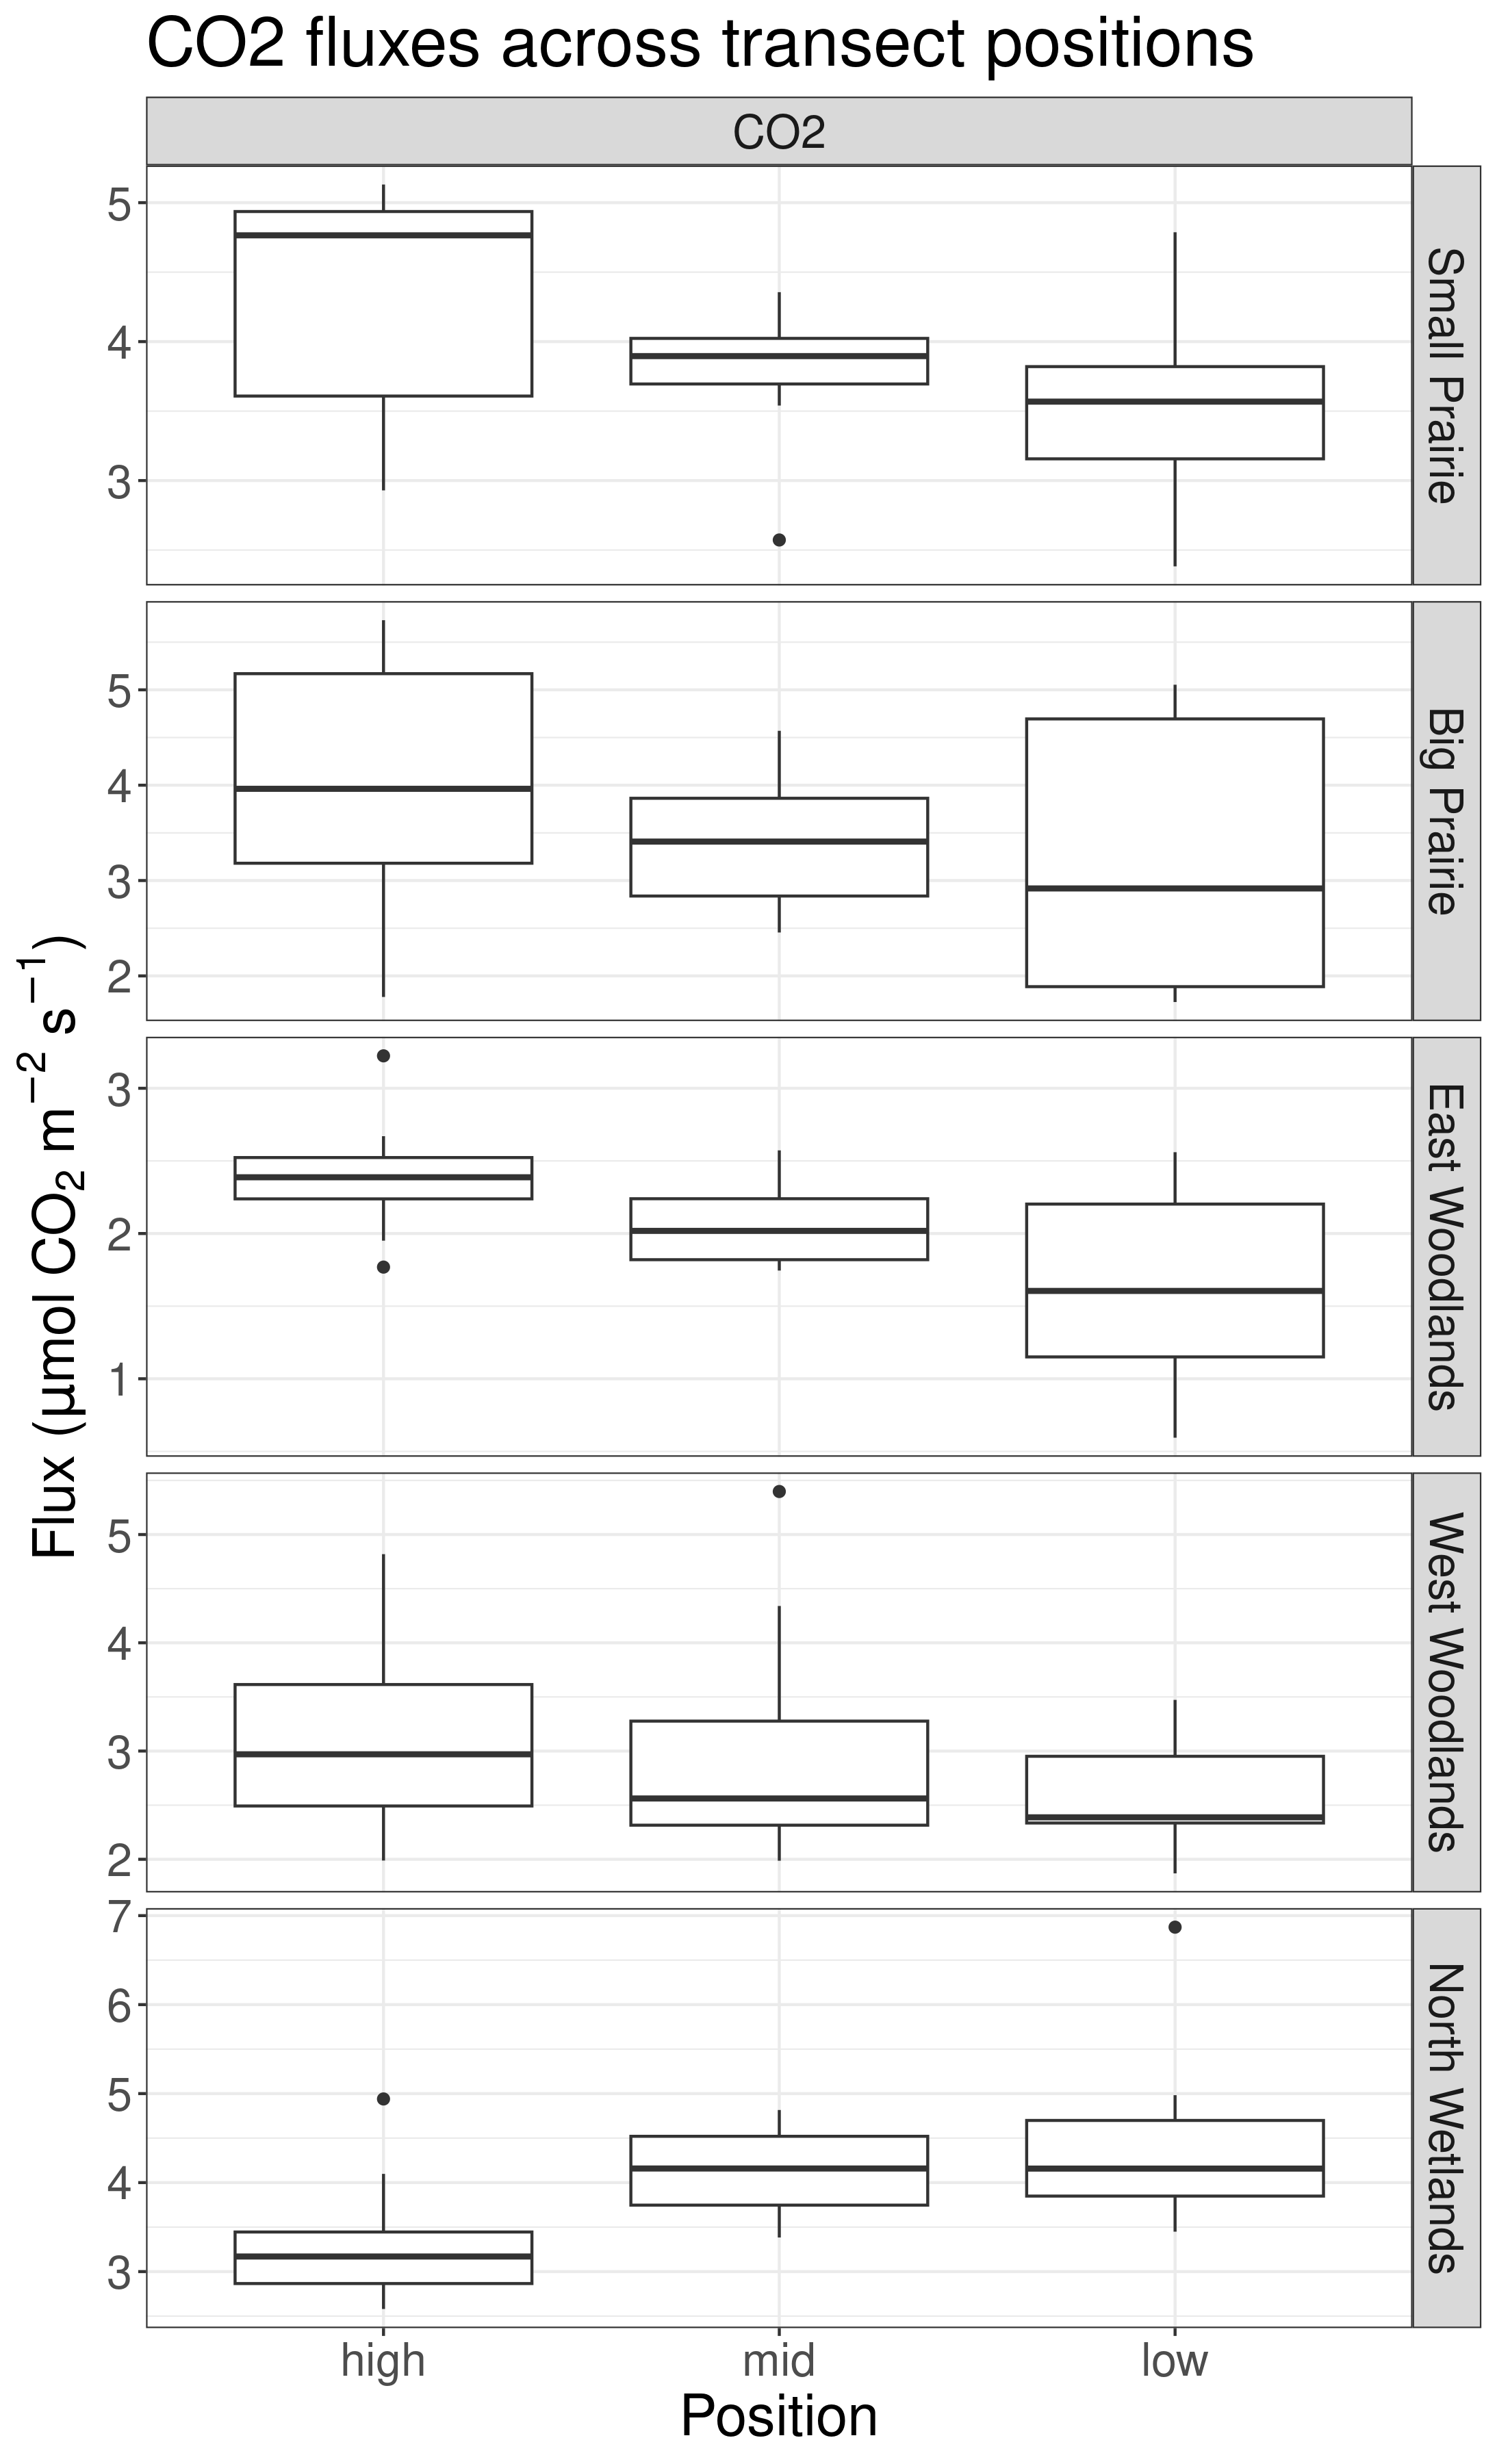 CO2 fluxes across transect positions
CO2
5
4
3
Small Prairie
5
4
3
2
Big Prairie
3
2
1
East Woodlands
5
4
3
2
West Woodlands
7
6
5
4
3
North Wetlands
Flux (µmol CO₂ m⁻² s⁻¹)
high mid low
Position